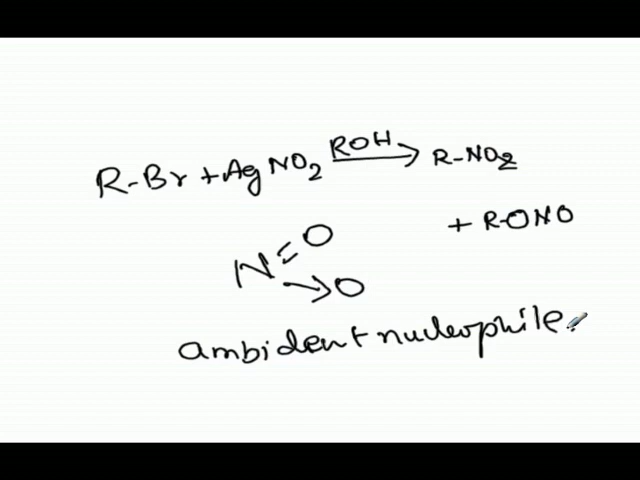 R-Br + AgNO₂ ROH → R-NO₂
+ R-ONO
N=O
→O
ambident nucleophile